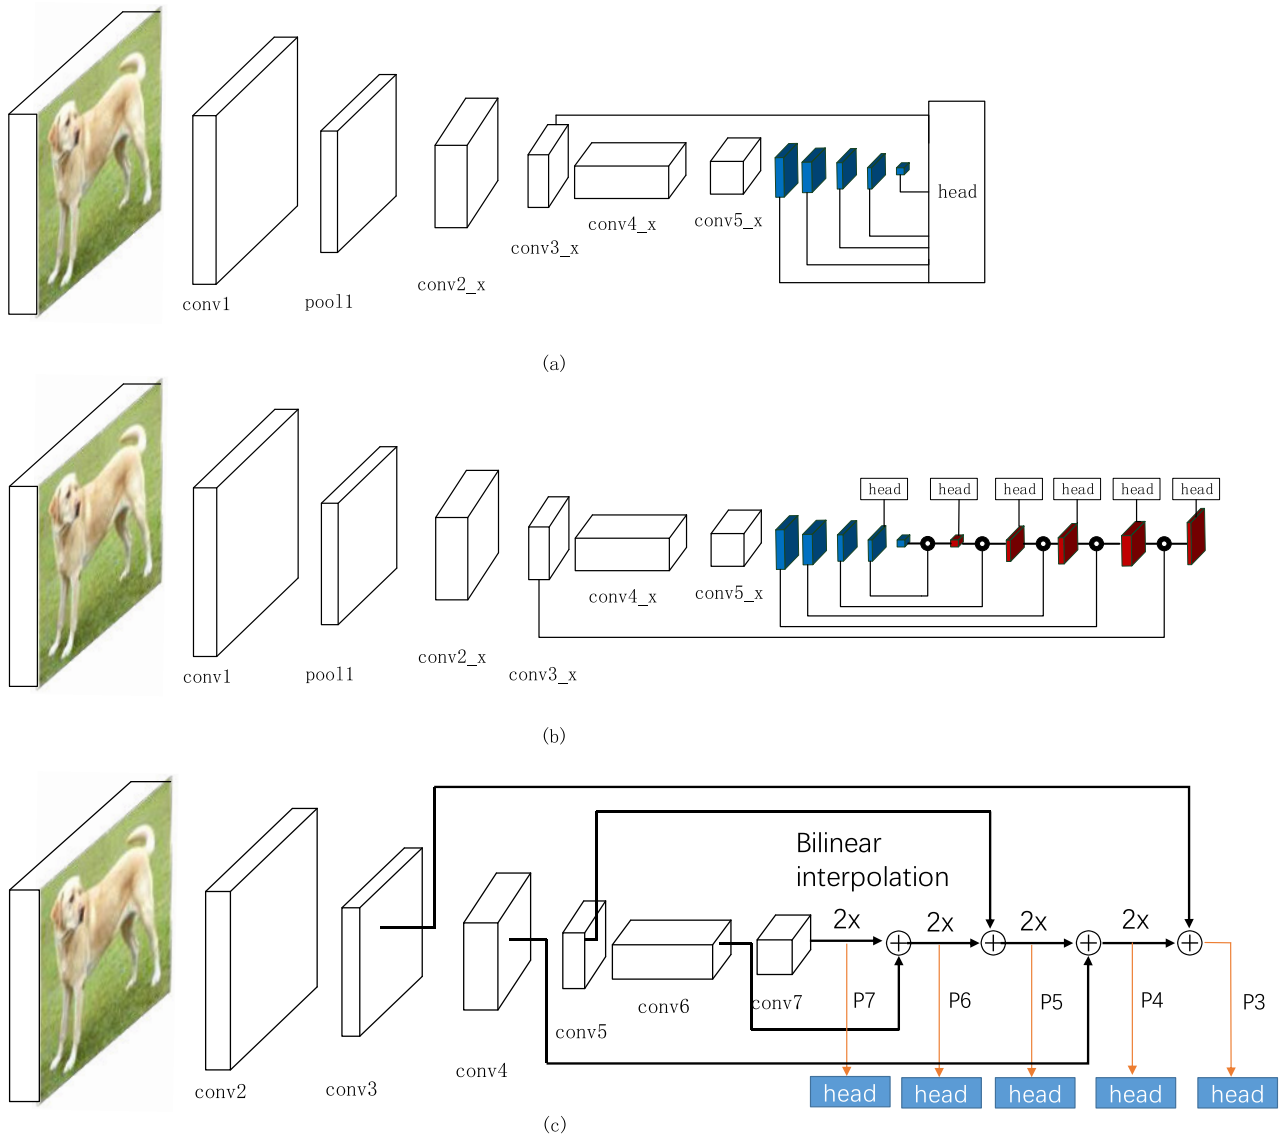 head
conv4_x
conv5_x
conv3_x
conv2_x
conv1
pool1
(a)
head
head
head
head
head
head
conv4_x
conv5_x
conv2_x
conv1
pool1
conv3_x
(b)
Bilinear
interpolation
2x
2x
2x
2x
P7
P6
P5
P4
P3
conv6
conv7
conv5
conv4
conv3
conv2
head
head
head
head
head
(c)